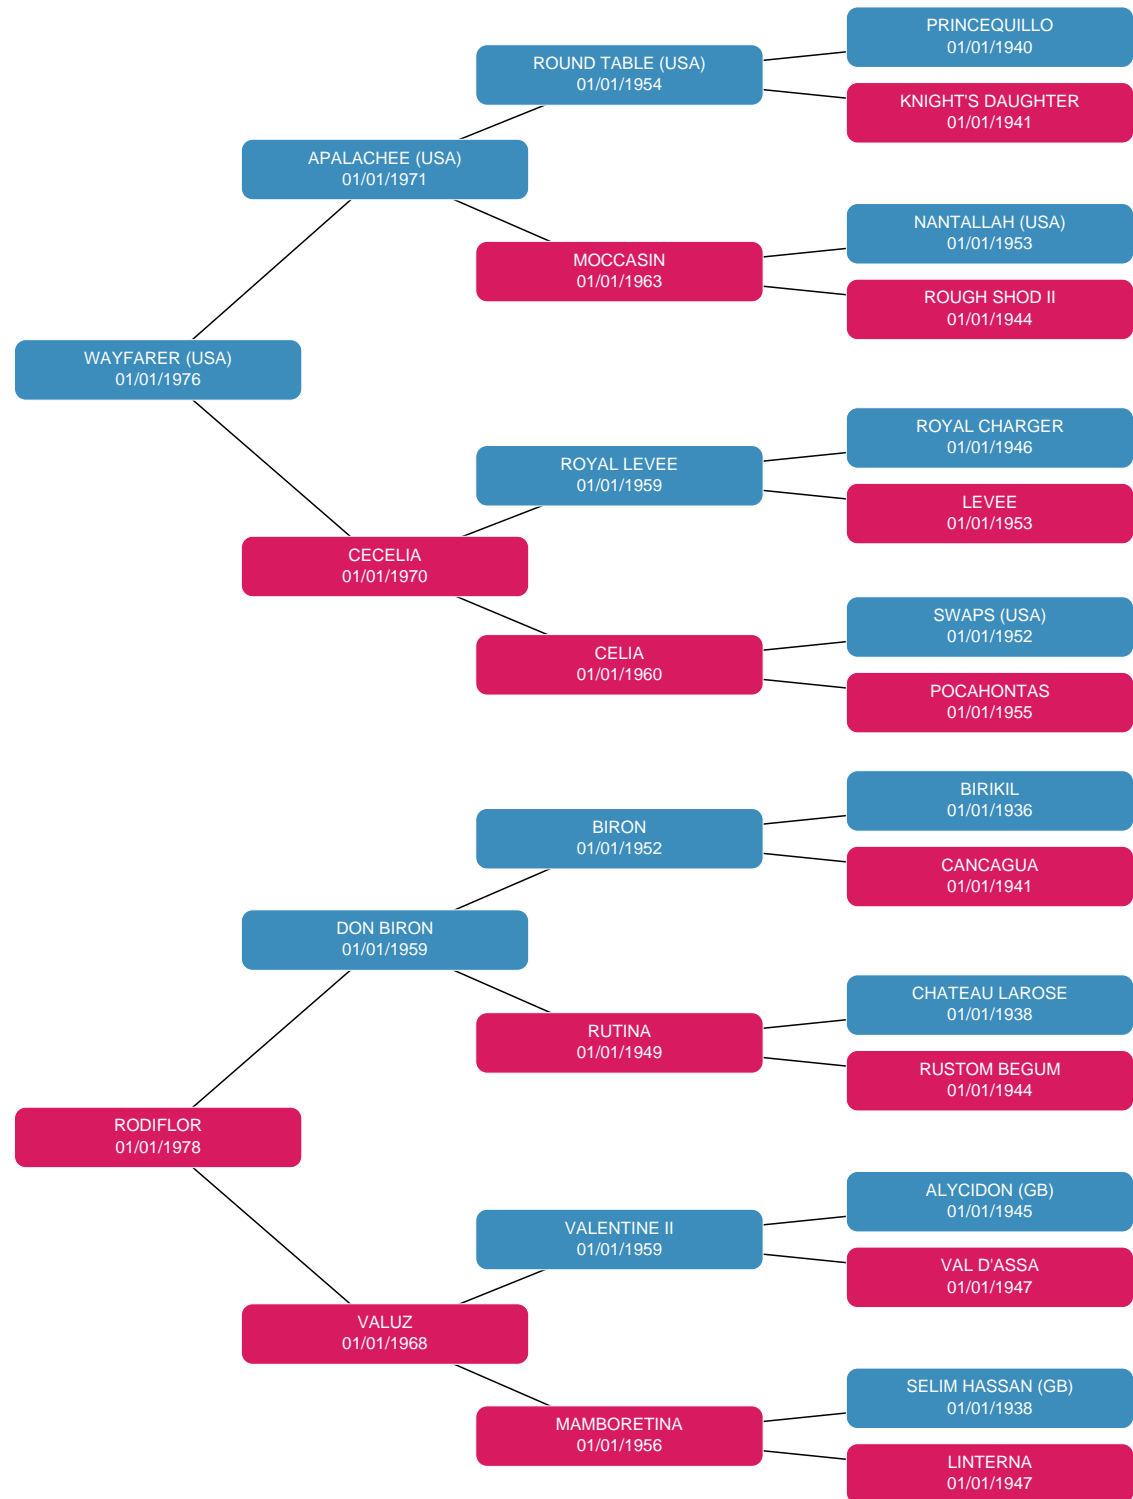 PRINCEQUILLO
01/01/1940
ROUND TABLE (USA)
01/01/1954
KNIGHT'S DAUGHTER
01/01/1941
APALACHEE (USA)
01/01/1971
NANTALLAH (USA)
01/01/1953
MOCCASIN
01/01/1963
ROUGH SHOD II
01/01/1944
WAYFARER (USA)
01/01/1976
ROYAL CHARGER
01/01/1946
ROYAL LEVEE
01/01/1959
LEVEE
01/01/1953
CECELIA
01/01/1970
SWAPS (USA)
01/01/1952
CELIA
01/01/1960
POCAHONTAS
01/01/1955
BIRIKIL
01/01/1936
BIRON
01/01/1952
CANCAGUA
01/01/1941
DON BIRON
01/01/1959
CHATEAU LAROSE
01/01/1938
RUTINA
01/01/1949
RUSTOM BEGUM
01/01/1944
RODIFLOR
01/01/1978
ALYCIDON (GB)
01/01/1945
VALENTINE II
01/01/1959
VAL D'ASSA
01/01/1947
VALUZ
01/01/1968
SELIM HASSAN (GB)
01/01/1938
MAMBORETINA
01/01/1956
LINTERNA
01/01/1947